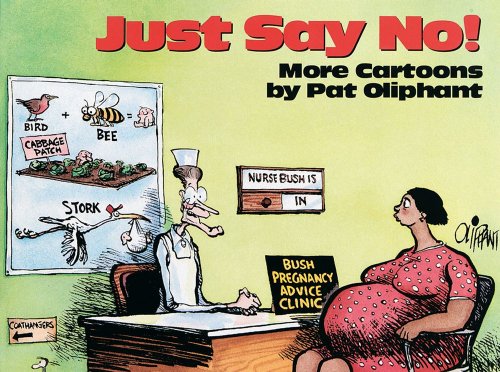 Just Say No!
More Cartoons
by Pat Oliphant
BIRD
+
BEE
=
CABBAGE
PATCH
STORK
NURSE BUSH IS
IN
BUSH
PREGNANCY
ADVICE
CLINIC
OLIPHANT
COATHANGERS